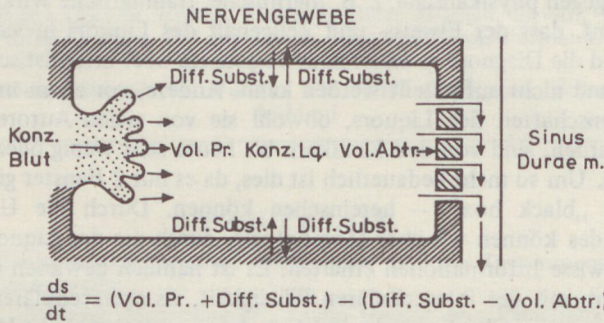 NERVENGEWEBE
Diff.Subst. Diff. Subst.
Konz. Blut
Vol. Pr. Konz.Lq. Vol.Abtr.
Sinus Durae m.
Diff.Subst. Diff. Subst.
ds/dt = (Vol. Pr. +Diff. Subst.)-(Diff. Subst. - Vol. Abtr.)